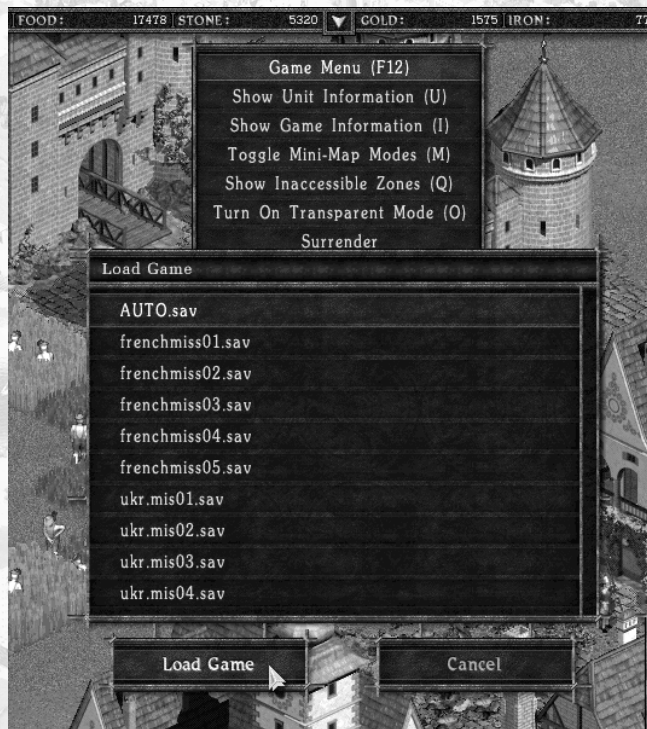 FOOD: 17478 STONE: 5320 GOLD: 1575 IRON: 77
Game Menu (F12)
Show Unit Information (U)
Show Game Information (I)
Toggle Mini-Map Modes (M)
Show Inaccessible Zones (Q)
Turn On Transparent Mode (O)
Surrender
Load Game
AUTO.sav
frenchmiss01.sav
frenchmiss02.sav
frenchmiss03.sav
frenchmiss04.sav
frenchmiss05.sav
ukr.mis01.sav
ukr.mis02.sav
ukr.mis03.sav
ukr.mis04.sav
Load Game Cancel